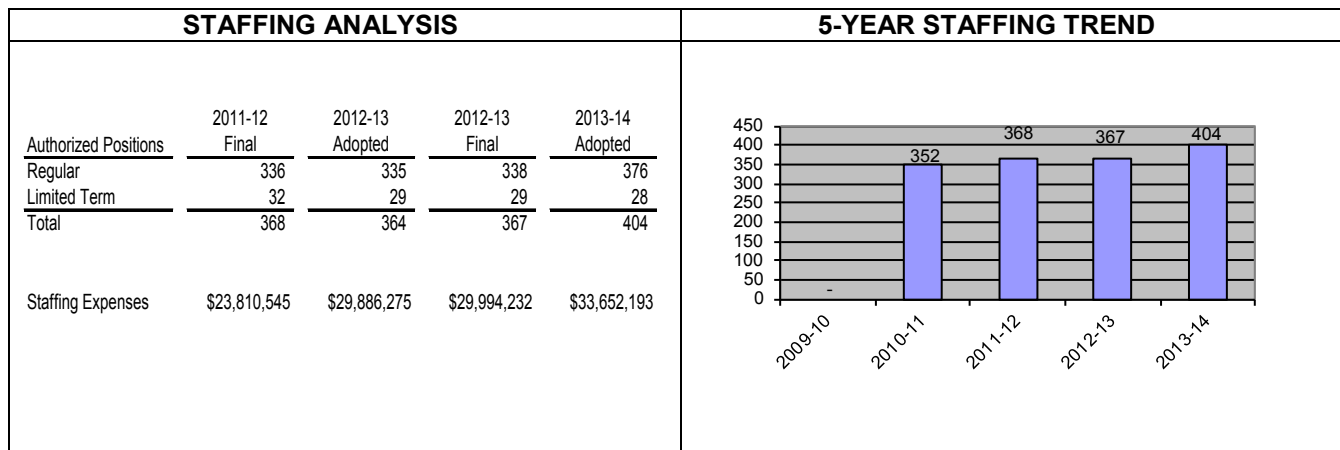 STAFFING ANALYSIS
5-YEAR STAFFING TREND
2011-12 2012-13 2012-13 2013-14
Authorized Positions Final Adopted Final Adopted
Regular 336 335 338 376
Limited Term 32 29 29 28
Total 368 364 367 404
Staffing Expenses $23,810,545 $29,886,275 $29,994,232 $33,652,193
450
400
350
300
250
200
150
100
50
0
- 352 368 367 404
2009-10 2010-11 2011-12 2012-13 2013-14